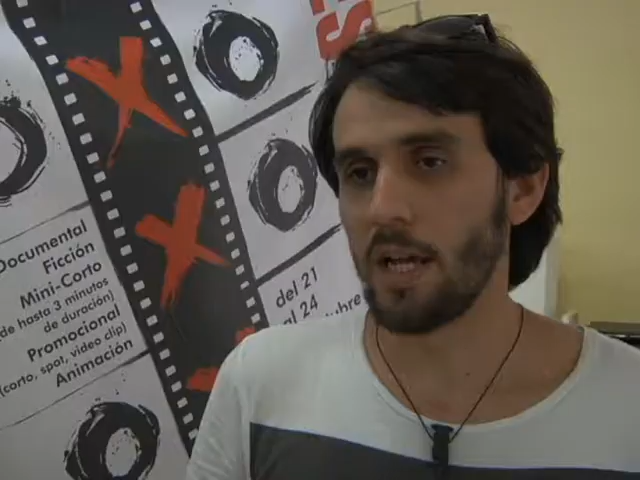 Documental
Ficción
Mini-Corto
de hasta 3 minutos
de duración)
Promocional
(corto, spot, video clip)
Animación
del 21
al 24